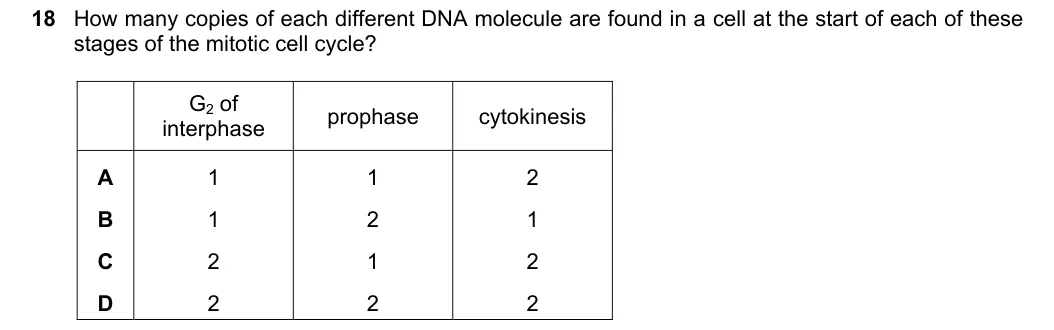 18 How many copies of each different DNA molecule are found in a cell at the start of each of these
stages of the mitotic cell cycle?
G₂ of
interphase
prophase
cytokinesis
A 1 1 2
B 1 2 1
C 2 1 2
D 2 2 2